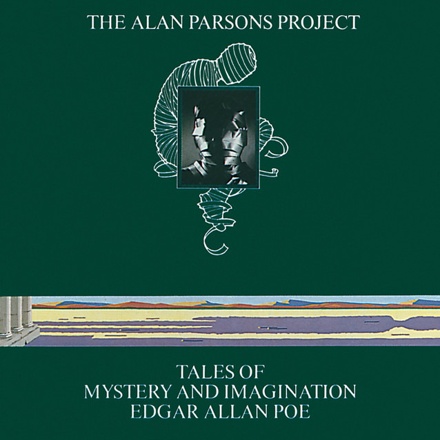 THE ALAN PARSONS PROJECT
TALES OF
MYSTERY AND IMAGINATION
EDGAR ALLAN POE